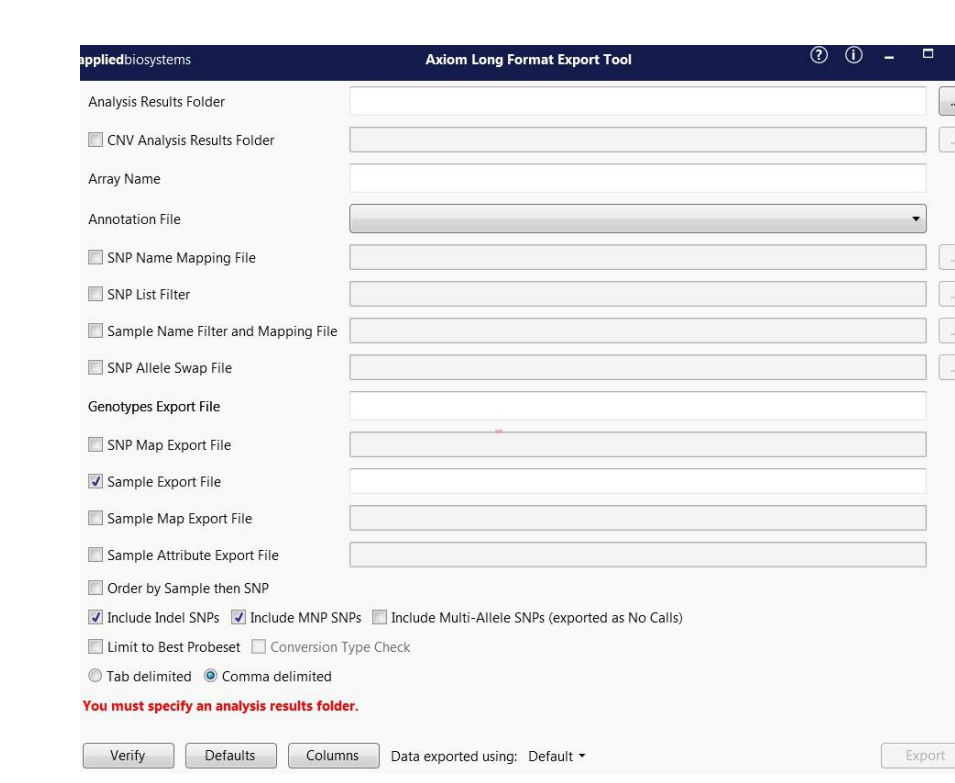 appliedbiosystems Axiom Long Format Export Tool ? i
Analysis Results Folder
CNV Analysis Results Folder
Array Name
Annotation File
SNP Name Mapping File
SNP List Filter
Sample Name Filter and Mapping File
SNP Allele Swap File
Genotypes Export File
SNP Map Export File
Sample Export File
Sample Map Export File
Sample Attribute Export File
Order by Sample then SNP
Include Indel SNPs Include MNP SNPs Include Multi-Allele SNPs (exported as No Calls)
Limit to Best Probeset Conversion Type Check
Tab delimited Comma delimited
You must specify an analysis results folder.
Verify Defaults Columns Data exported using: Default Export